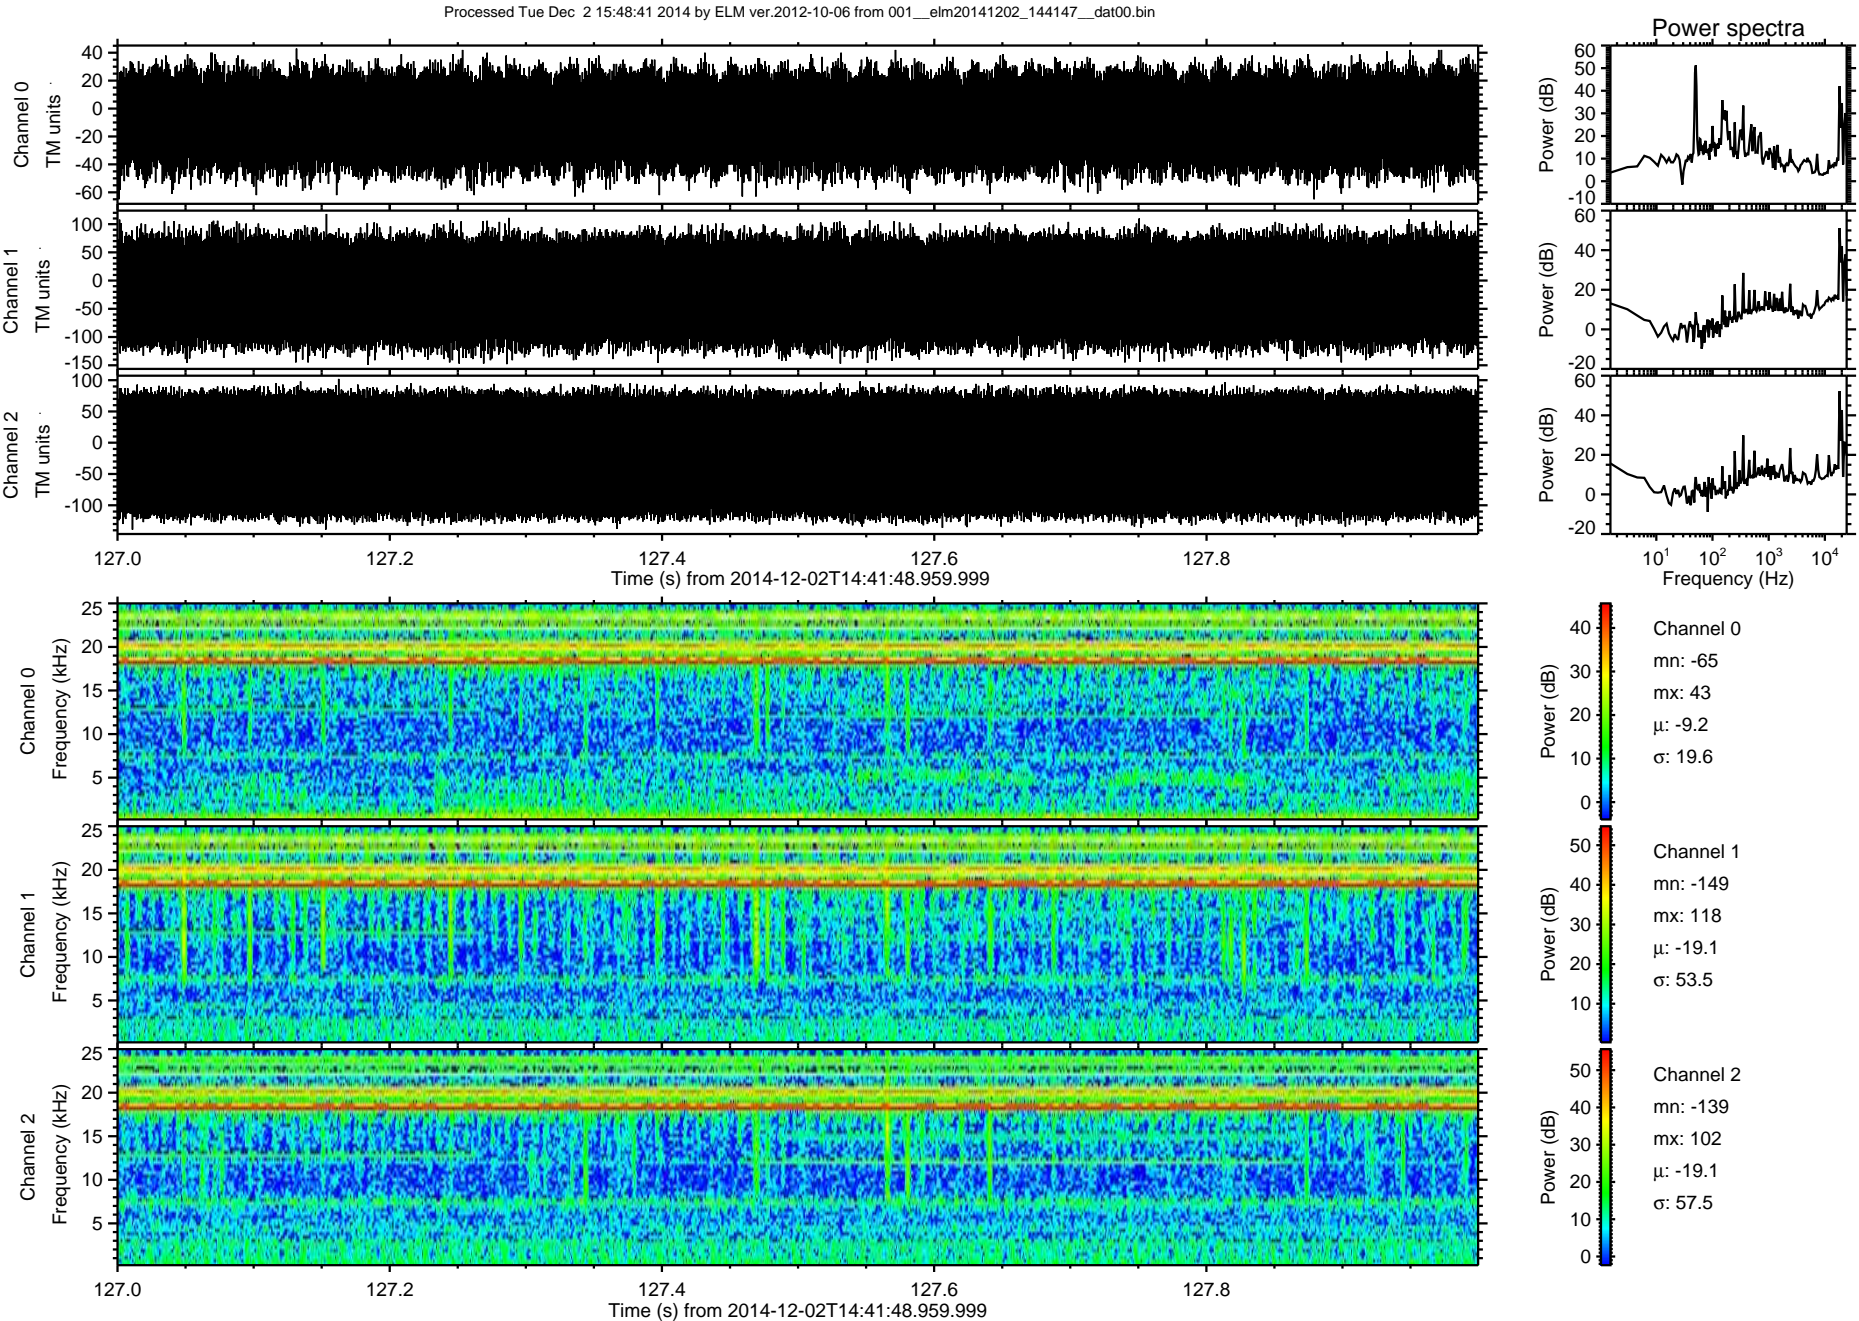 Processed Tue Dec 2 15:48:41 2014 by ELM ver.2012-10-06 from 001__elm20141202_144147__dat00.bin
Power spectra
Channel 0
TM units
40
20
0
-20
-40
-60
Power (dB)
60
50
40
30
20
10
0
-10
Channel 1
TM units
100
50
0
-50
-100
-150
Power (dB)
60
40
20
0
-20
Channel 2
TM units
100
50
0
-50
-100
Power (dB)
60
40
20
0
-20
127.0 127.2 127.4 127.6 127.8
Time (s) from 2014-12-02T14:41:48.959.999
10^1 10^2 10^3 10^4
Frequency (Hz)
Channel 0
Frequency (kHz)
25
20
15
10
5
Power (dB)
40
30
20
10
0
Channel 0
mn: -65
mx: 43
μ: -9.2
σ: 19.6
Channel 1
Frequency (kHz)
25
20
15
10
5
Power (dB)
50
40
30
20
10
Channel 1
mn: -149
mx: 118
μ: -19.1
σ: 53.5
Channel 2
Frequency (kHz)
25
20
15
10
5
Power (dB)
50
40
30
20
10
0
Channel 2
mn: -139
mx: 102
μ: -19.1
σ: 57.5
127.0 127.2 127.4 127.6 127.8
Time (s) from 2014-12-02T14:41:48.959.999